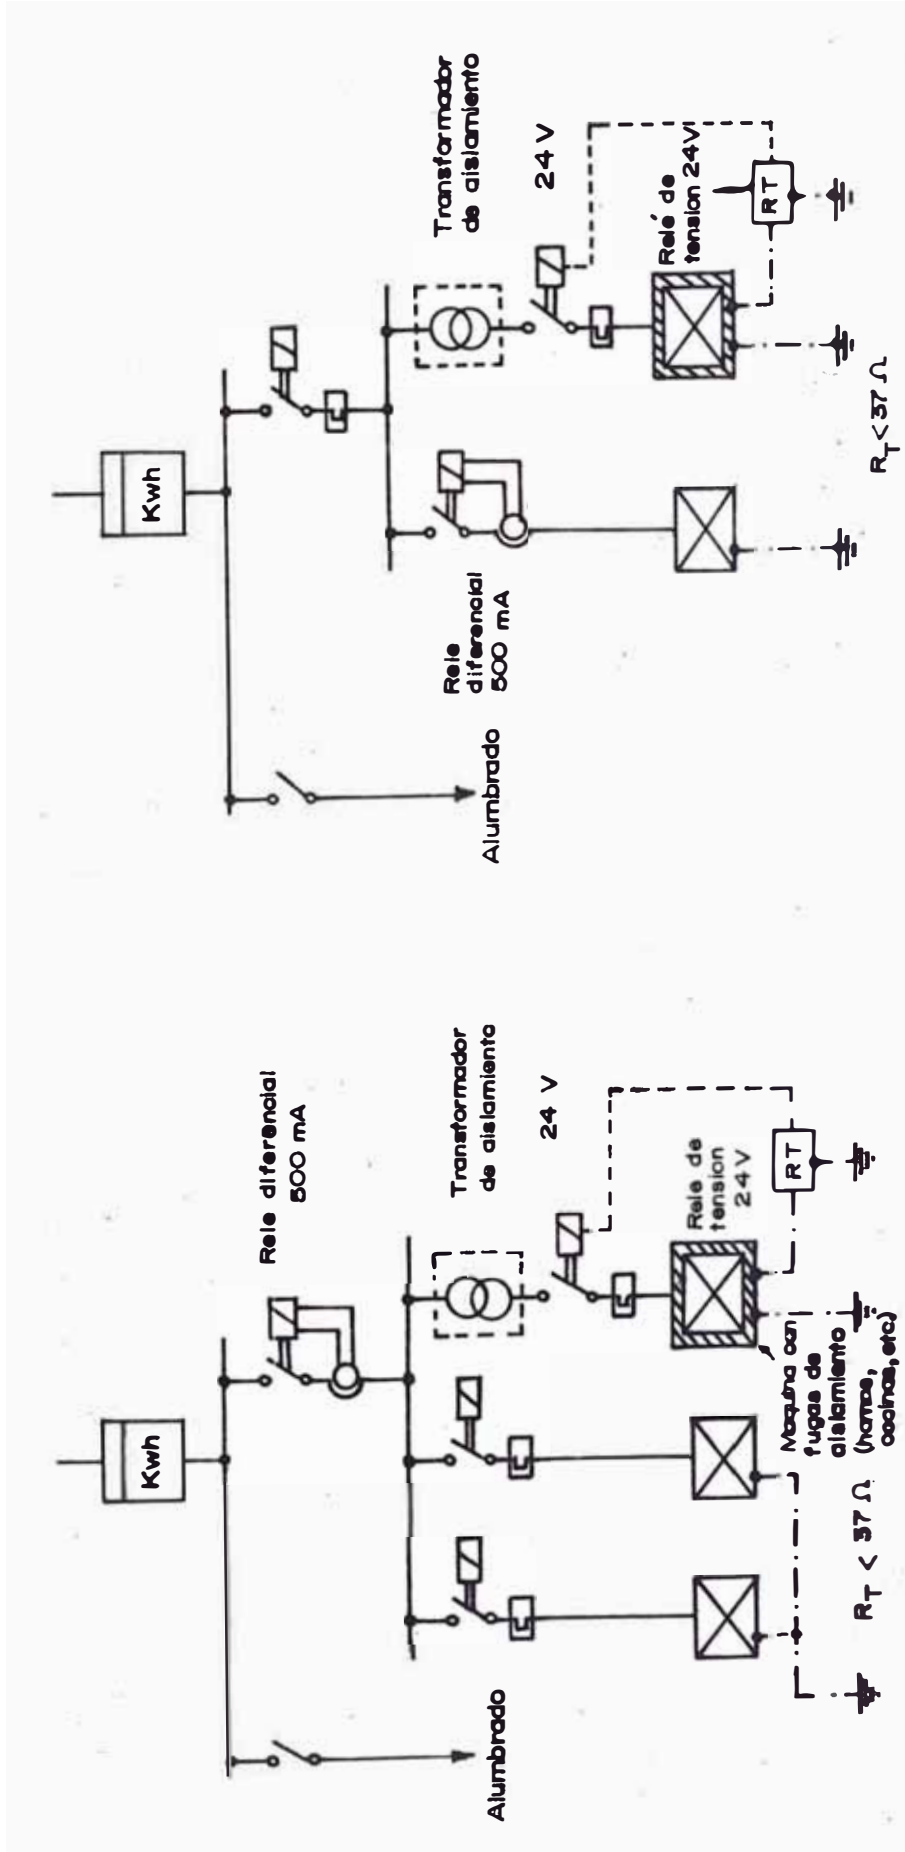 Kwh
Rele diferencial
500 mA
Transformador
de aislamiento
24 V
Rele de
tension
24 V
RT
Maquina con
fugas de
aislamiento
(hornos,
cocinas, etc)
R_T < 37 Ω
Alumbrado
Kwh
Transformador
de aislamiento
24 V
Relé de
tension 24V
RT
Rele
diferencial
500 mA
R_T < 37 Ω
Alumbrado